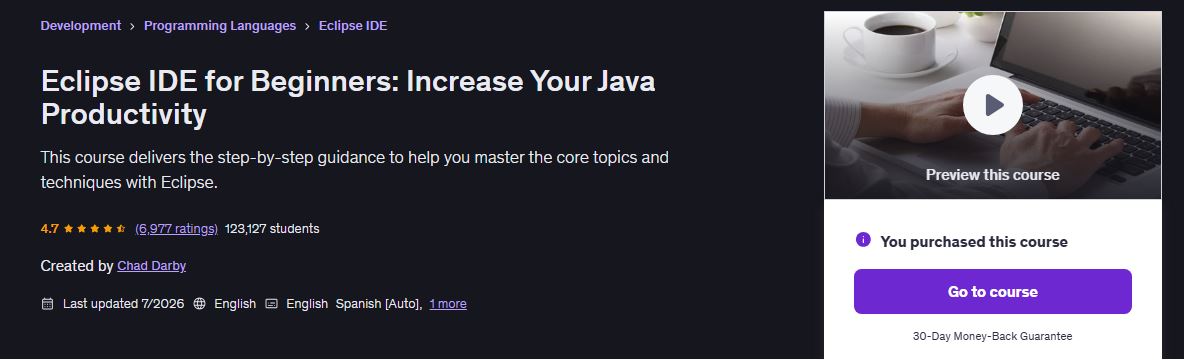 Development > Programming Languages > Eclipse IDE
Eclipse IDE for Beginners: Increase Your Java
Productivity
This course delivers the step-by-step guidance to help you master the core topics and
techniques with Eclipse.
4.7 (6,977 ratings) 123,127 students
Created by Chad Darby
Last updated 7/2026 English English Spanish [Auto], 1 more
Preview this course
You purchased this course
Go to course
30-Day Money-Back Guarantee